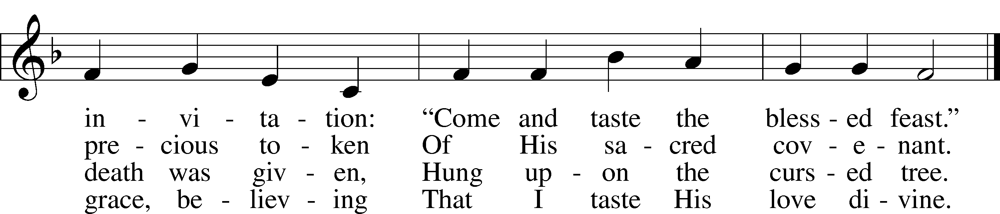 in - vi - ta - tion: “Come and taste the bless - ed feast.”
pre - cious to - ken Of His sa - cred cov - e - nant.
death was giv - en, Hung up - on the curs - ed tree.
grace, be - liev - ing That I taste His love di - vine.